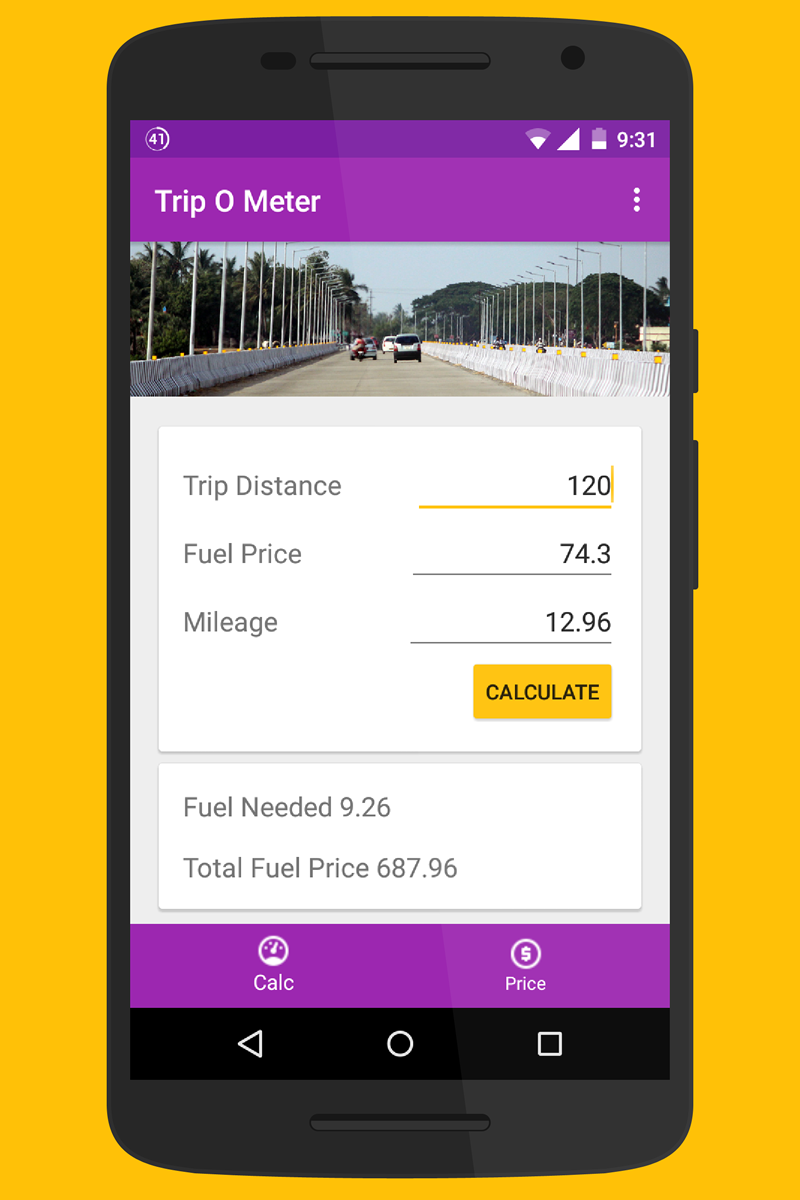 41 9:31
Trip O Meter
Trip Distance 120
Fuel Price 74.3
Mileage 12.96
CALCULATE
Fuel Needed 9.26
Total Fuel Price 687.96
Calc Price